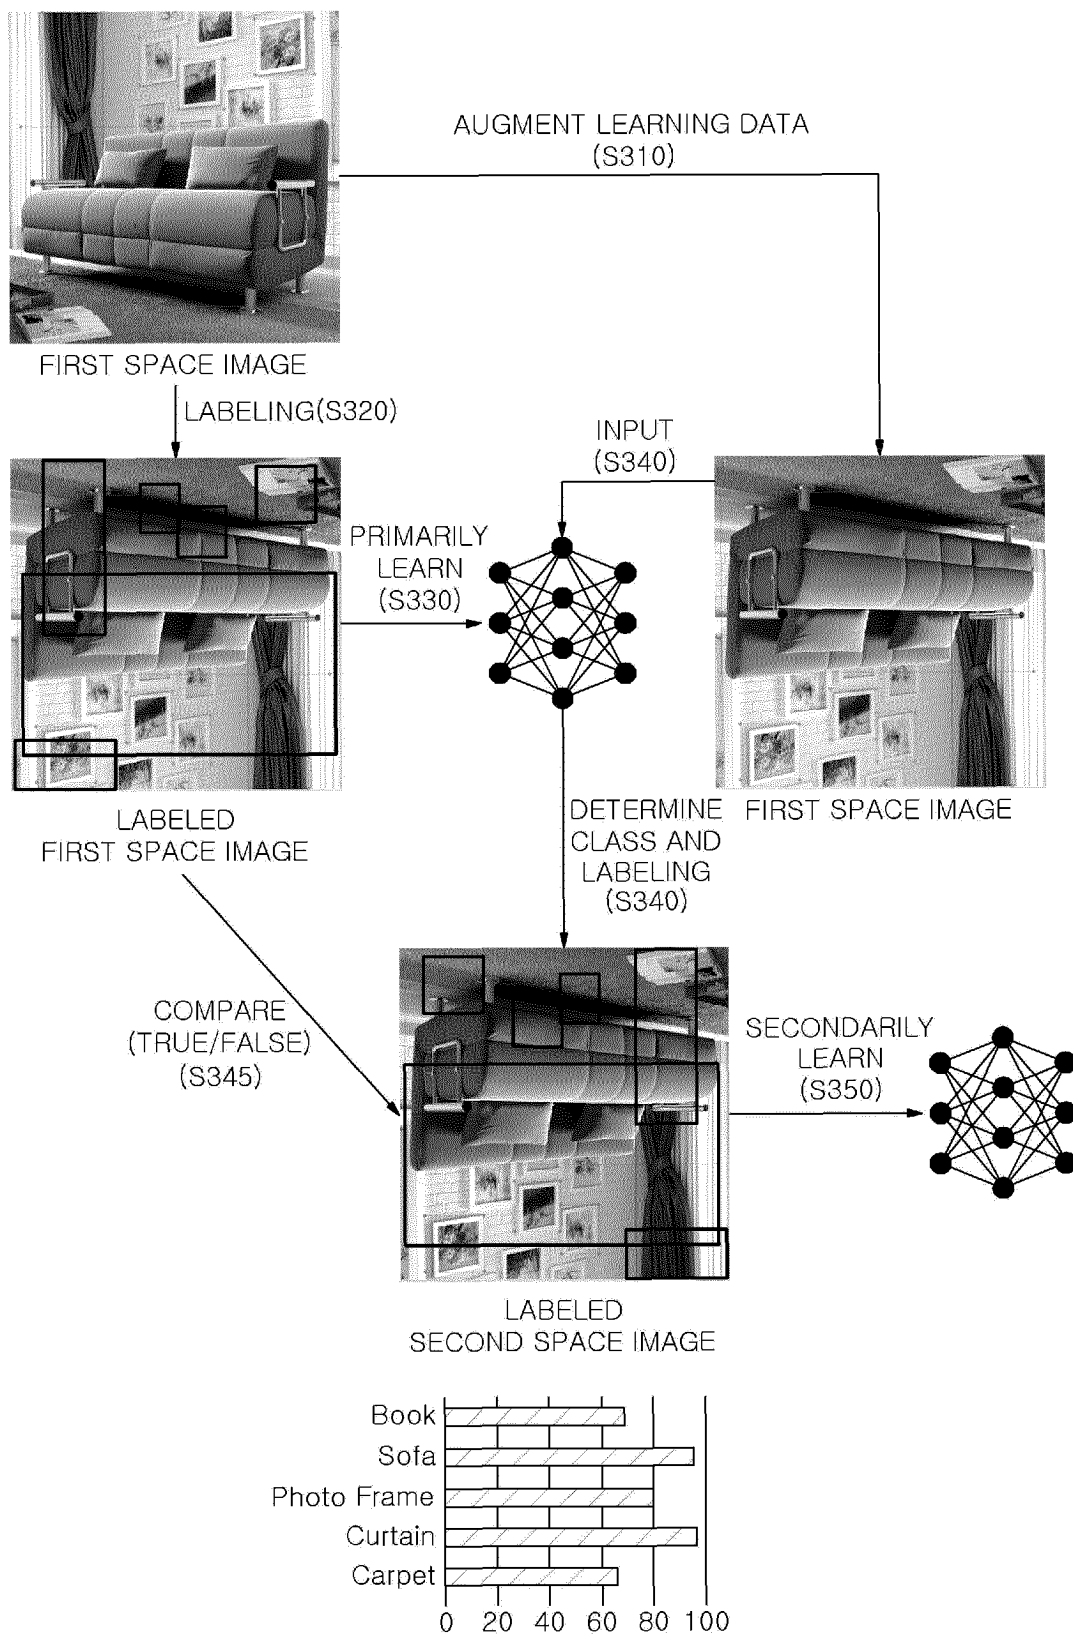 AUGMENT LEARNING DATA
(S310)
FIRST SPACE IMAGE
LABELING(S320)
INPUT
(S340)
PRIMARILY
LEARN
(S330)
LABELED
FIRST SPACE IMAGE
FIRST SPACE IMAGE
DETERMINE
CLASS AND
LABELING
(S340)
COMPARE
(TRUE/FALSE)
(S345)
SECONDARILY
LEARN
(S350)
LABELED
SECOND SPACE IMAGE
Book
Sofa
Photo Frame
Curtain
Carpet
0 20 40 60 80 100